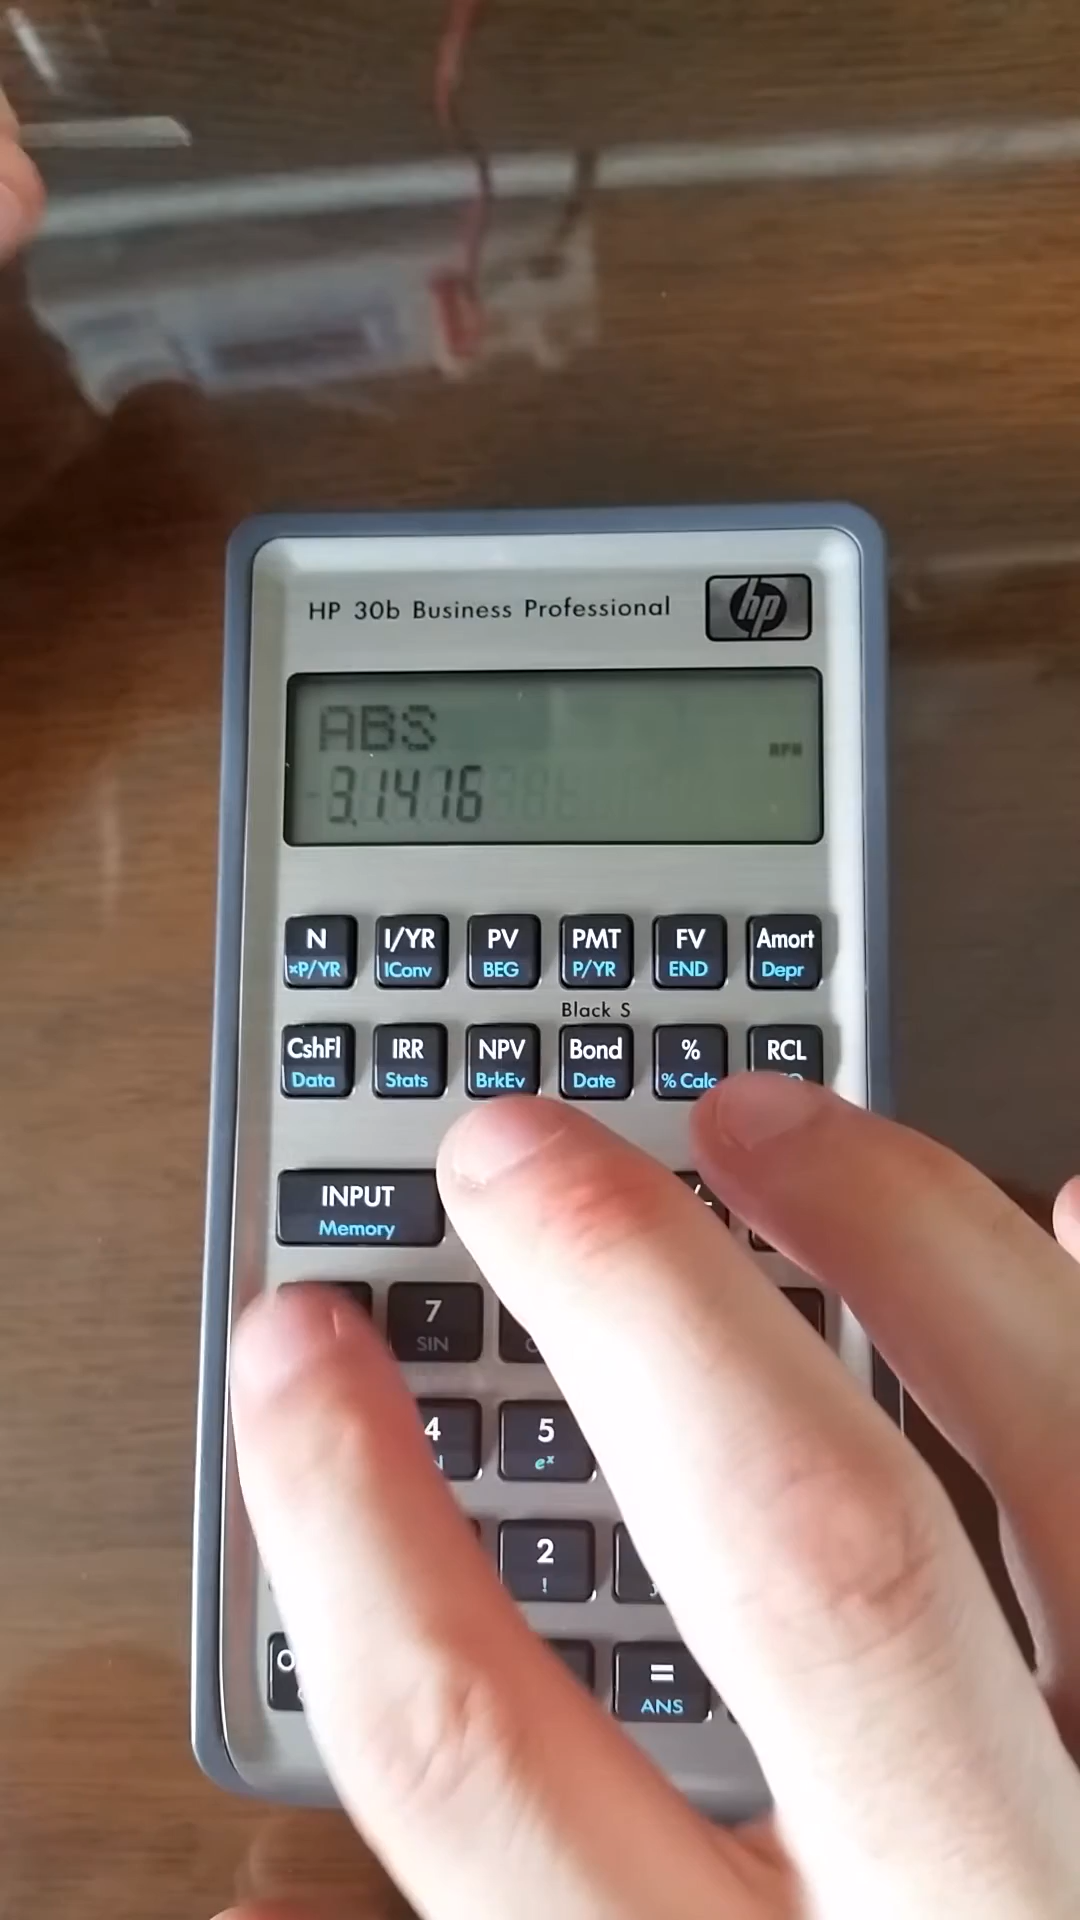 HP 30b Business Professional
hp
ABS
RPN
-3.1416
N I/YR PV PMT FV Amort
×P/YR IConv BEG P/YR END Depr
Black S
CshFl IRR NPV Bond % RCL
Data Stats BrkEv Date % Calc
INPUT
Memory
7
SIN
4 5
eˣ
2
!
=
ANS